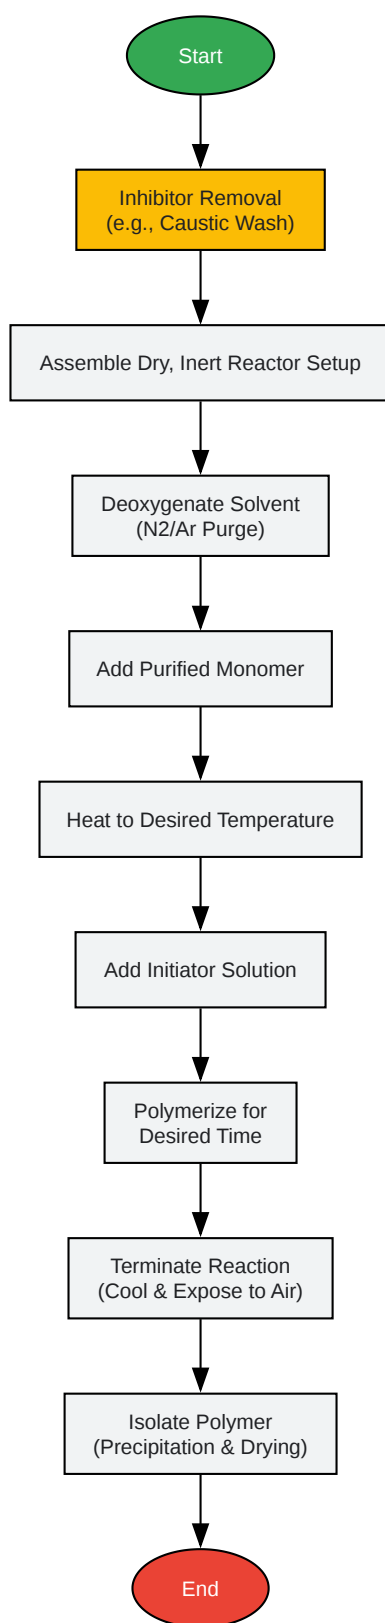 Start
Inhibitor Removal
(e.g., Caustic Wash)
Assemble Dry, Inert Reactor Setup
Deoxygenate Solvent
(N2/Ar Purge)
Add Purified Monomer
Heat to Desired Temperature
Add Initiator Solution
Polymerize for
Desired Time
Terminate Reaction
(Cool & Expose to Air)
Isolate Polymer
(Precipitation & Drying)
End